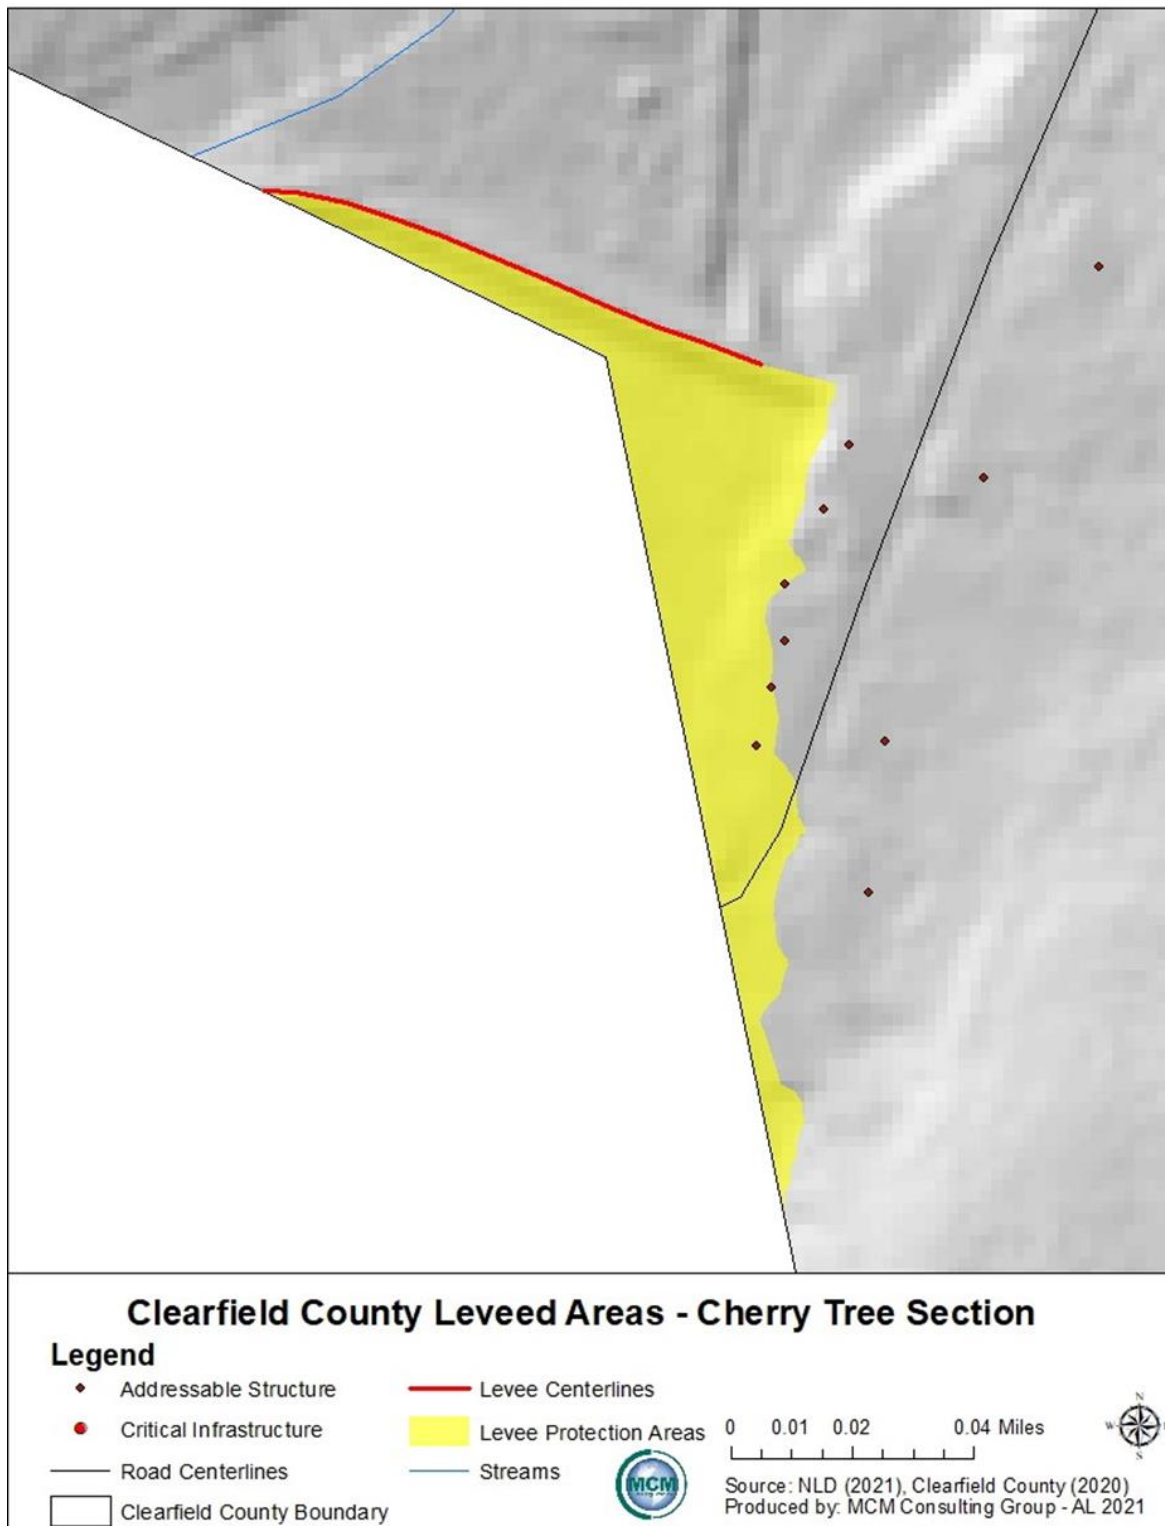 Clearfield County Leveed Areas - Cherry Tree Section
Legend
Addressable Structure
Critical Infrastructure
Road Centerlines
Clearfield County Boundary
Levee Centerlines
Levee Protection Areas
Streams
MCM
0 0.01 0.02 0.04 Miles
N
W
S
Source: NLD (2021), Clearfield County (2020)
Produced by: MCM Consulting Group - AL 2021